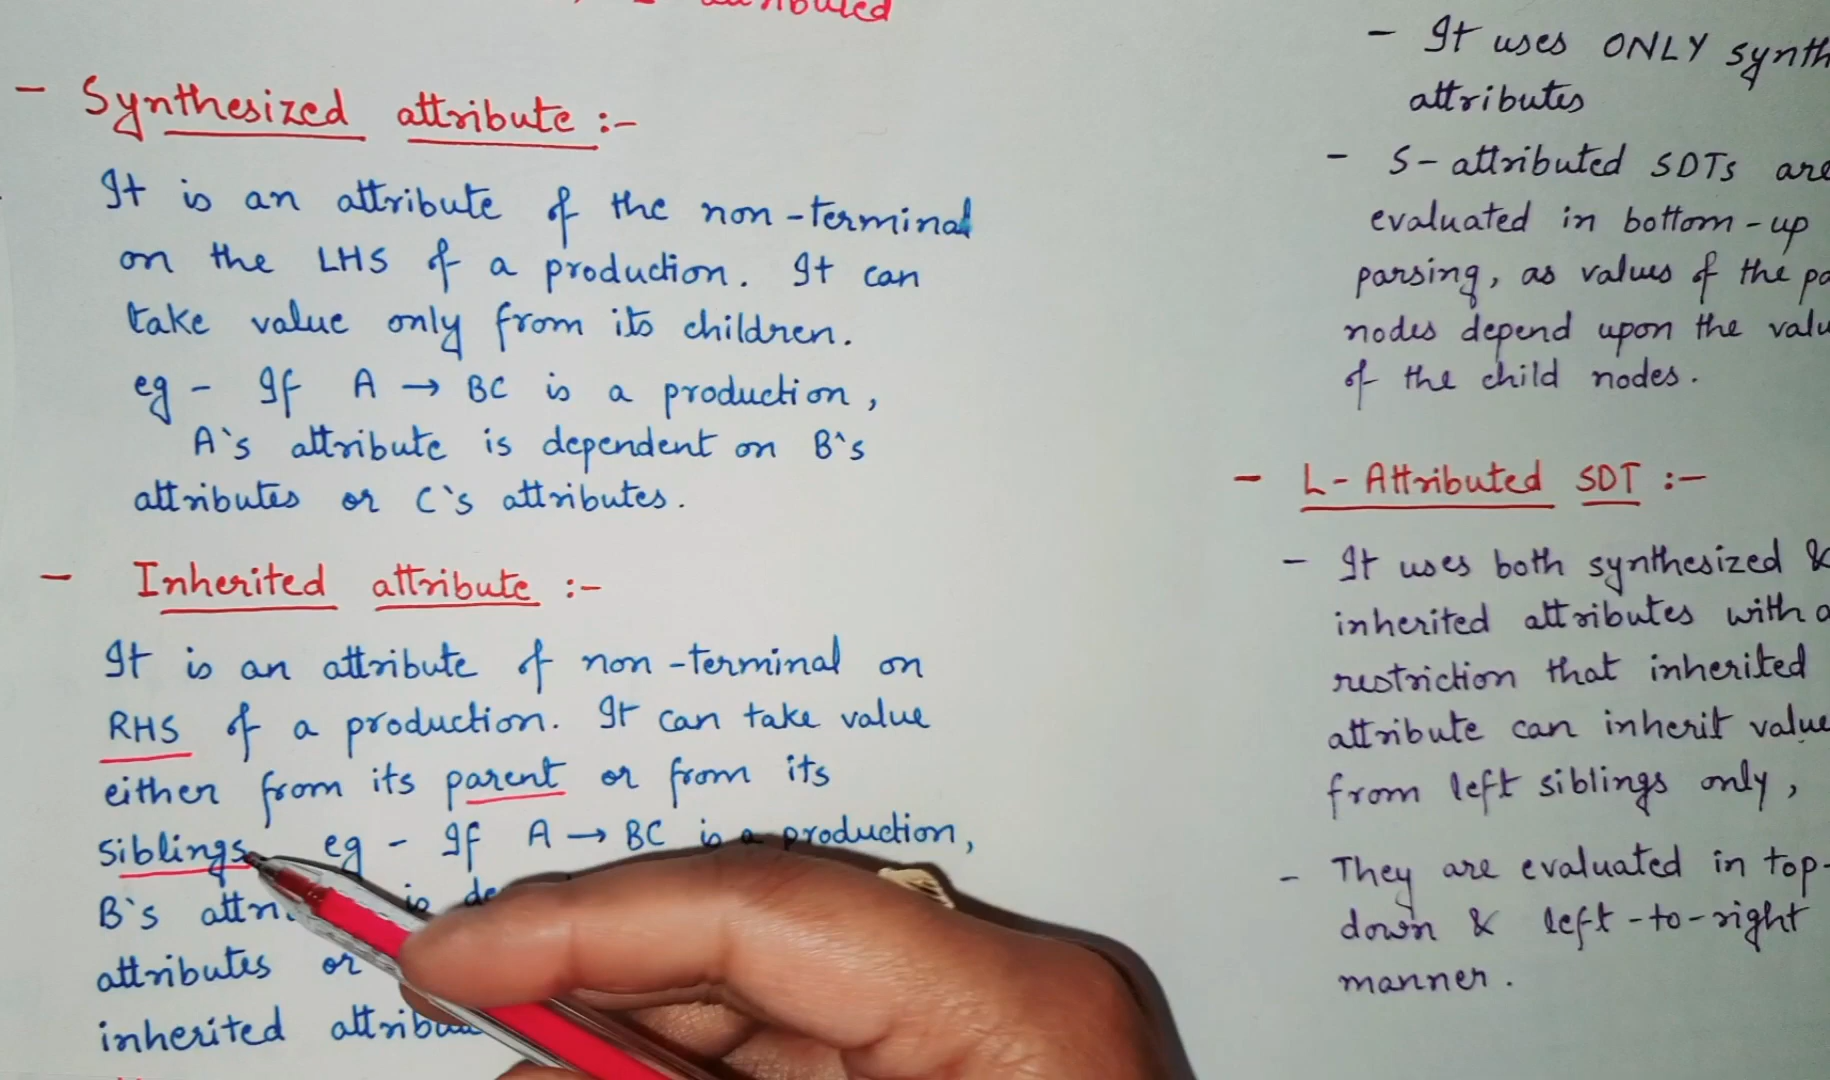 attributed
- Synthesized attribute :-
It is an attribute of the non-terminal
on the LHS of a production. It can
take value only from its children.
eg - If A → BC is a production,
A's attribute is dependent on B's
attributes or C's attributes.
- Inherited attribute :-
It is an attribute of non-terminal on
RHS of a production. It can take value
either from its parent or from its
siblings. eg - If A → BC is a production,
B's is
attributes or
inherited
- It uses ONLY
attributes
- S-attributed SDTs are
evaluated in bottom-up
parsing, as values of the
nodes depend upon the
of the child nodes.
- L-Attributed SDT :-
- It uses both synthesized &
inherited attributes with a
restriction that inherited
attribute can inherit value
from left siblings only,
- They are evaluated in top-
down & left-to-right
manner.